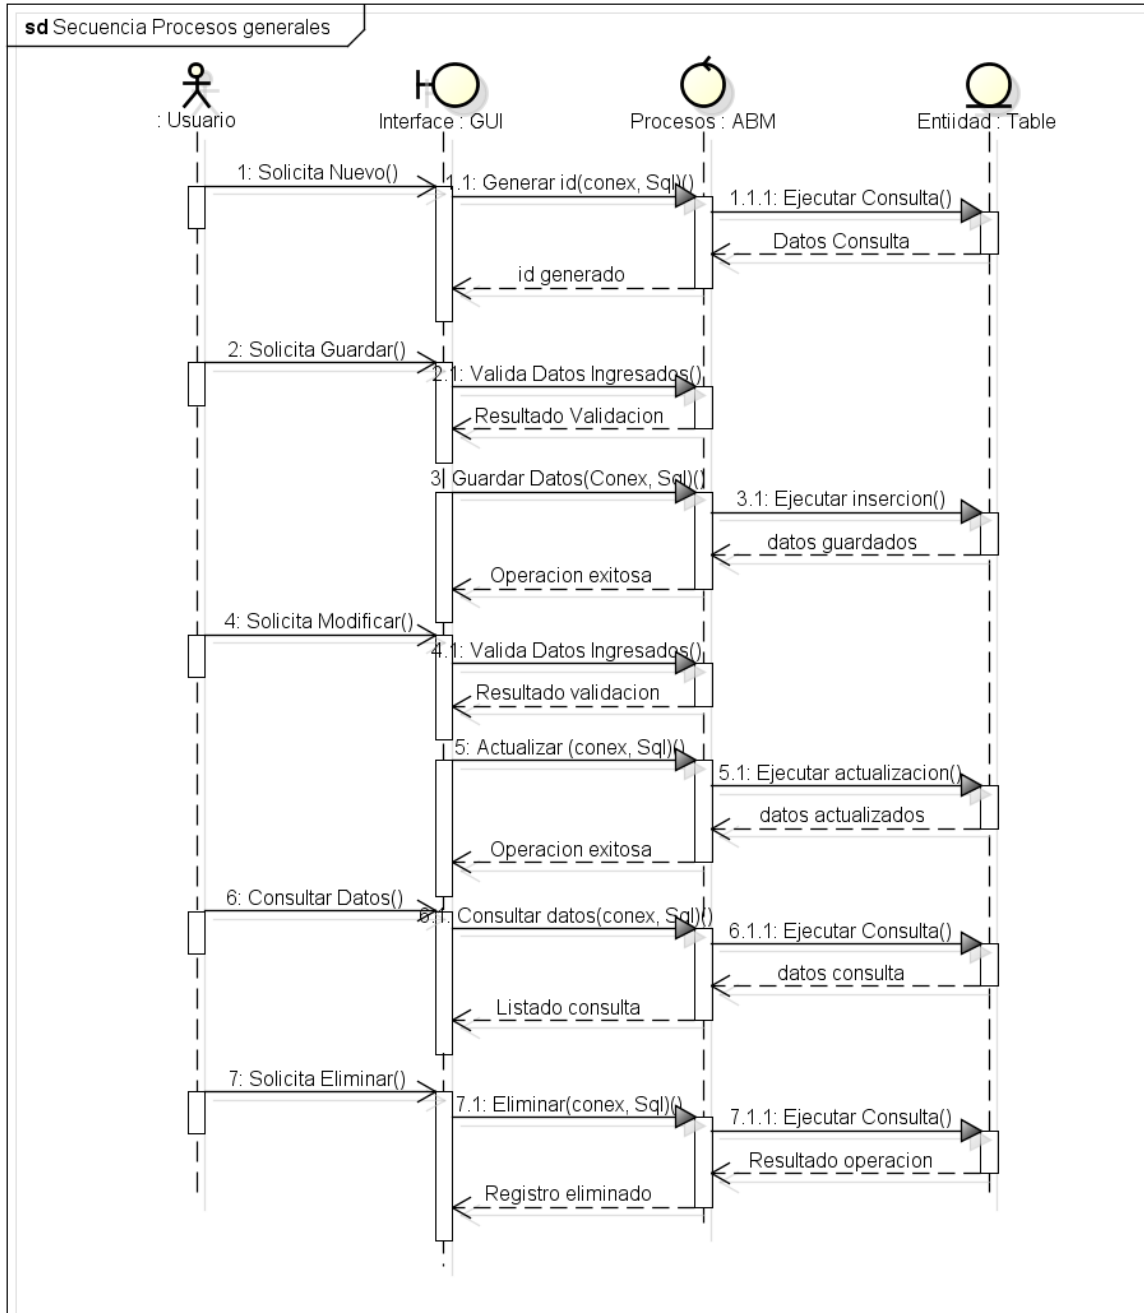 sd Secuencia Procesos generales
: Usuario
Interface : GUI
Procesos : ABM
Entiidad : Table
1: Solicita Nuevo()
1.1: Generar id(conex, Sql)()
1.1.1: Ejecutar Consulta()
Datos Consulta
id generado
2: Solicita Guardar()
2.1: Valida Datos Ingresados()
Resultado Validacion
3: Guardar Datos(Conex, Sql)()
3.1: Ejecutar insercion()
datos guardados
Operacion exitosa
4: Solicita Modificar()
4.1: Valida Datos Ingresados()
Resultado validacion
5: Actualizar (conex, Sql)()
5.1: Ejecutar actualizacion()
datos actualizados
Operacion exitosa
6: Consultar Datos()
6.1: Consultar datos(conex, Sql)()
6.1.1: Ejecutar Consulta()
datos consulta
Listado consulta
7: Solicita Eliminar()
7.1: Eliminar(conex, Sql)()
7.1.1: Ejecutar Consulta()
Resultado operacion
Registro eliminado